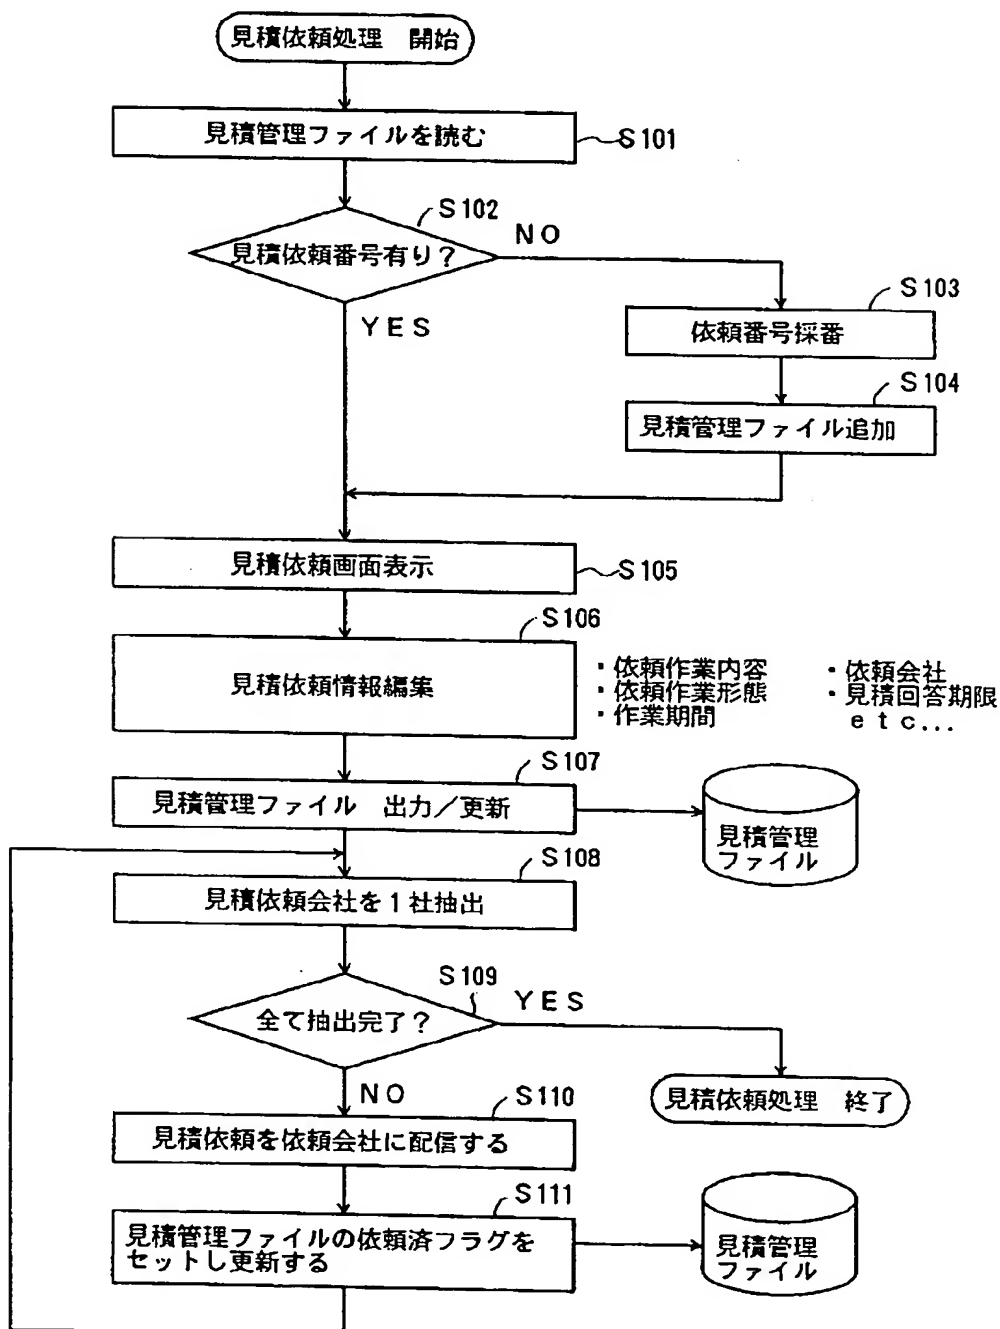 見積依頼処理　開始
見積管理ファイルを読む
S101
S102
見積依頼番号有り？
NO
YES
S103
依頼番号採番
S104
見積管理ファイル追加
見積依頼画面表示
S105
S106
見積依頼情報編集
・依頼作業内容
・依頼作業形態
・作業期間
・依頼会社
・見積回答期限
etc...
S107
見積管理ファイル　出力／更新
見積管理
ファイル
S108
見積依頼会社を１社抽出
S109
全て抽出完了？
YES
NO
見積依頼処理　終了
S110
見積依頼を依頼会社に配信する
S111
見積管理ファイルの依頼済フラグを
セットし更新する
見積管理
ファイル